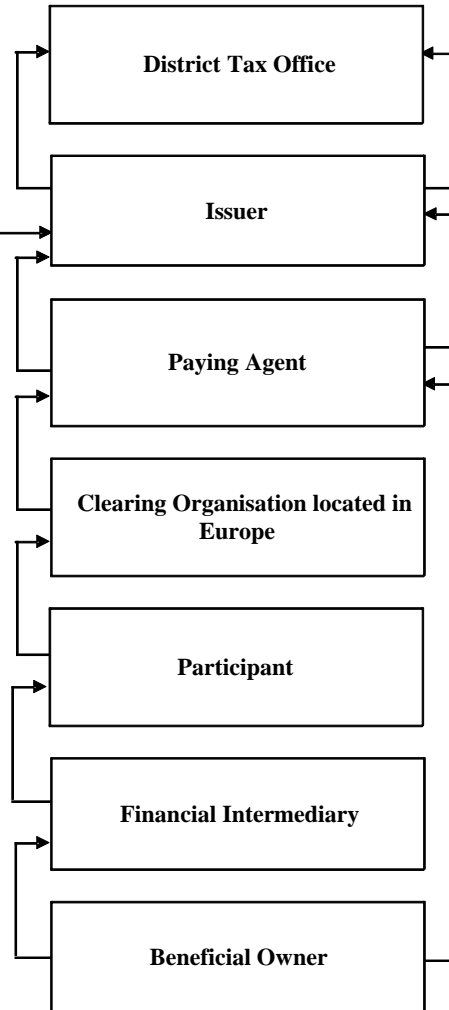 District Tax Office
Issuer
Paying Agent
Clearing Organisation located in
Europe
Participant
Financial Intermediary
Beneficial Owner